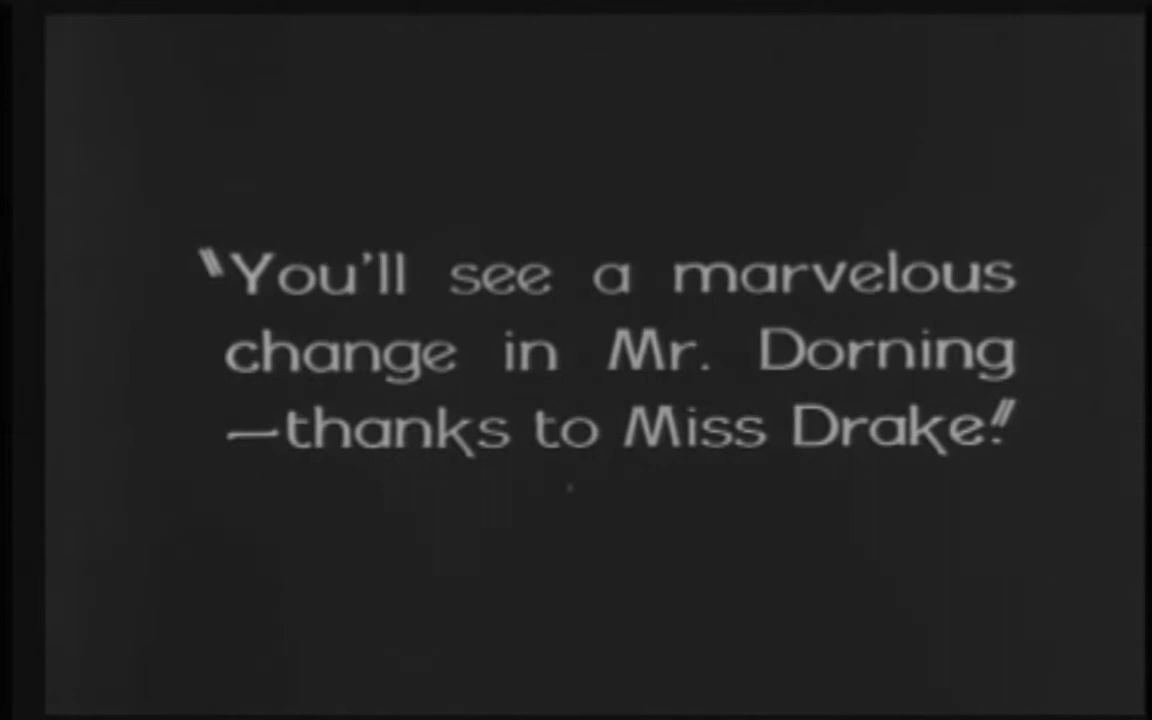 "You'll see a marvelous
change in Mr. Dorning
—thanks to Miss Drake."